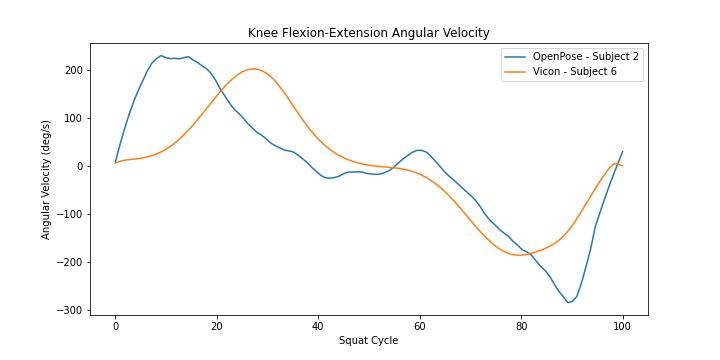 Knee Flexion-Extension Angular Velocity
OpenPose - Subject 2
Vicon - Subject 6
200
100
0
−100
−200
−300
Angular Velocity (deg/s)
0 20 40 60 80 100
Squat Cycle